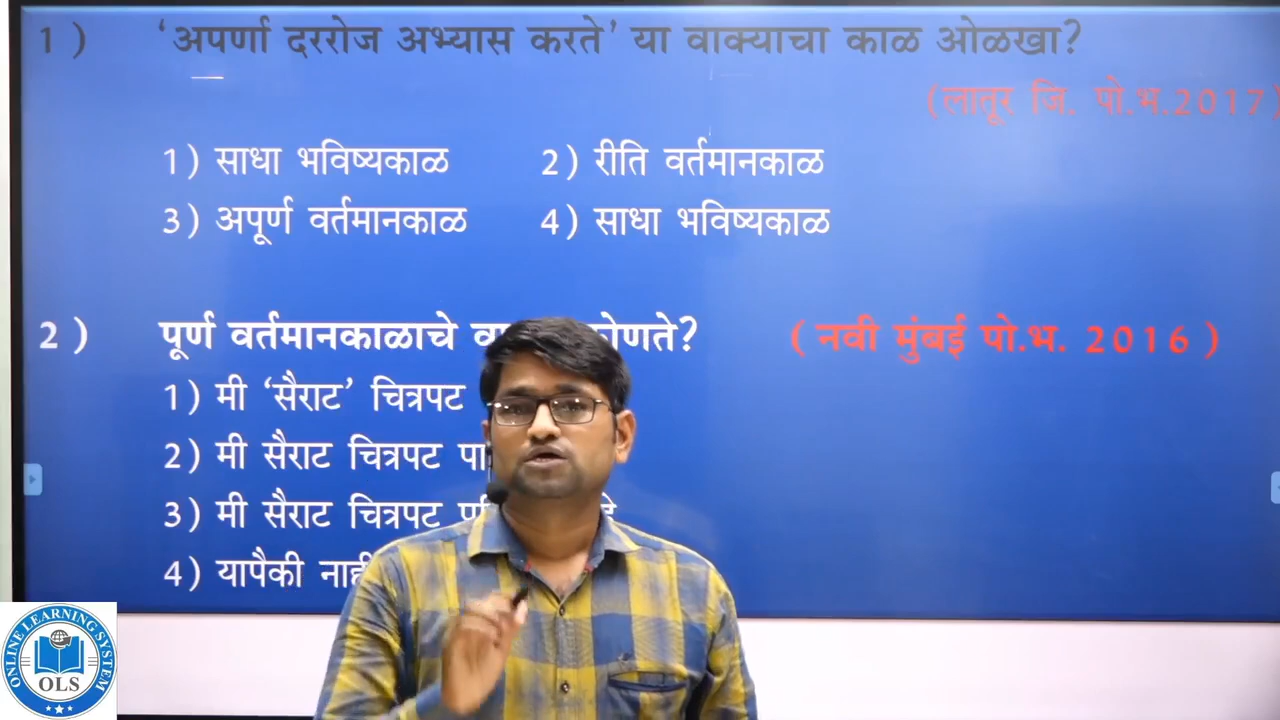 1) ‘अपर्णा दररोज अभ्यास करते’ या वाक्याचा काळ ओळखा?
(लातूर जि. पो.भ.2017)
1) साधा भविष्यकाळ 2) रीति वर्तमानकाळ
3) अपूर्ण वर्तमानकाळ 4) साधा भविष्यकाळ
2) पूर्ण वर्तमानकाळाचे कोणते? (नवी मुंबई पो.भ. 2016)
1) मी ‘सैराट’ चित्रपट
2) मी सैराट चित्रपट
3) मी सैराट चित्रपट
4) यापैकी
ONLINE LEARNING SYSTEM
OLS